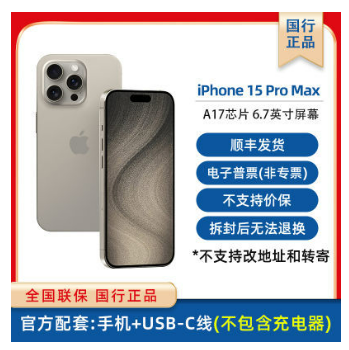 国行
正品
iPhone 15 Pro Max
A17芯片 6.7英寸屏幕
顺丰发货
电子普票(非专票)
不支持价保
拆封后无法退换
*不支持改地址和转寄
全国联保 国行正品
官方配套:手机+USB-C线(不包含充电器)